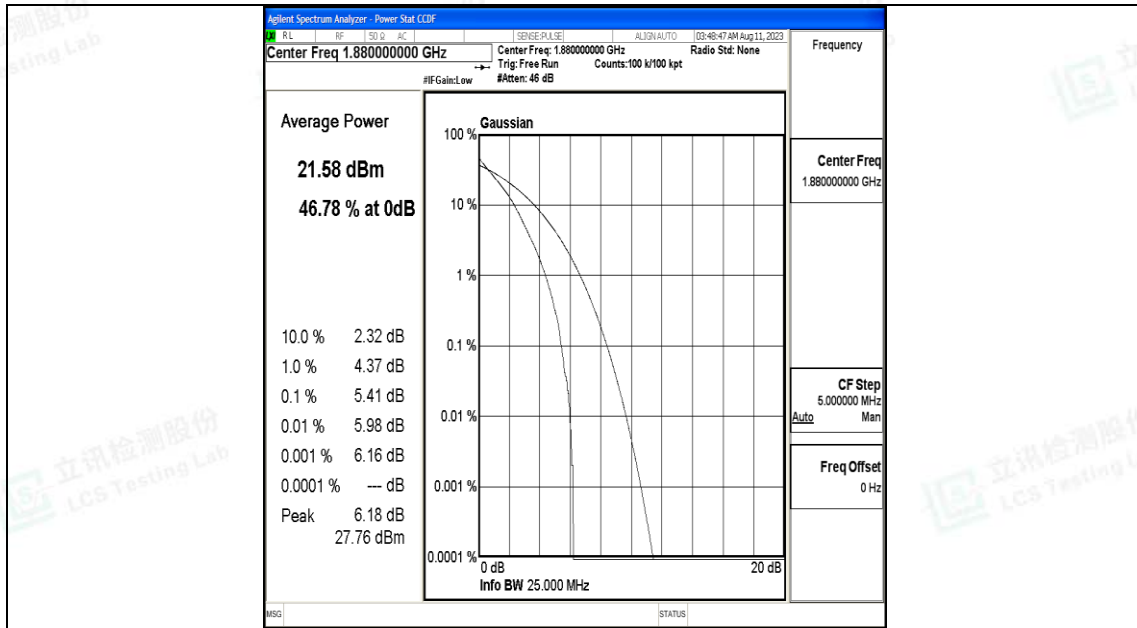 Agilent Spectrum Analyzer - Power Stat CCDF
RL RF 50 Ω AC SENSE:PULSE ALIGN AUTO 03:48:47 AM Aug 11, 2023
Center Freq 1.880000000 GHz
Center Freq: 1.880000000 GHz Radio Std: None
Trig: Free Run Counts:100 k/100 kpt
#IFGain:Low #Atten: 46 dB
Frequency
Average Power
21.58 dBm
46.78 % at 0dB
10.0 % 2.32 dB
1.0 % 4.37 dB
0.1 % 5.41 dB
0.01 % 5.98 dB
0.001 % 6.16 dB
0.0001 % --- dB
Peak 6.18 dB
27.76 dBm
Gaussian
100 %
10 %
1 %
0.1 %
0.01 %
0.001 %
0.0001 %
0 dB 20 dB
Info BW 25.000 MHz
Center Freq
1.880000000 GHz
CF Step
5.000000 MHz
Auto Man
Freq Offset
0 Hz
MSG STATUS
立讯检测股份
LCS Testing Lab